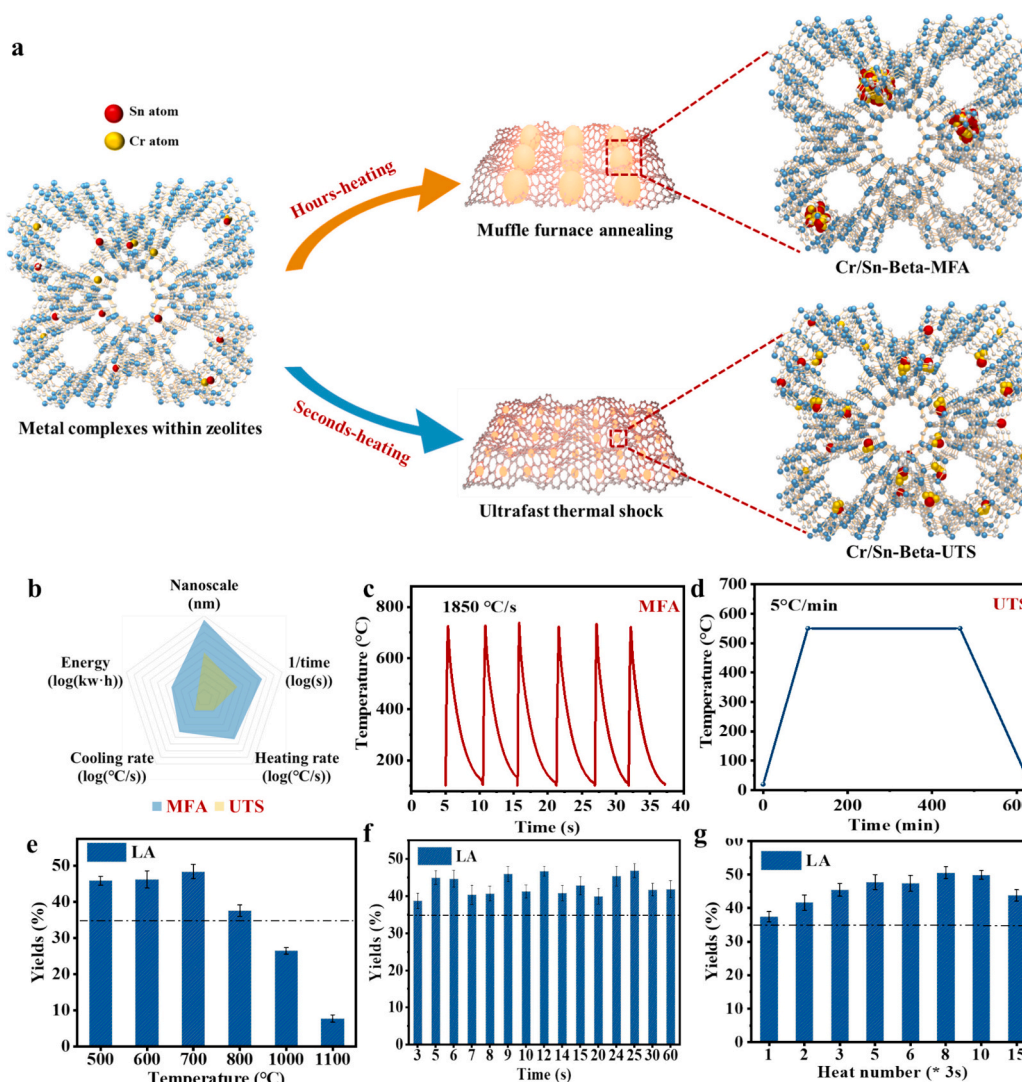 a
Sn atom
Cr atom
Hours-heating
Muffle furnace annealing
Cr/Sn-Beta-MFA
Metal complexes within zeolites
Seconds-heating
Ultrafast thermal shock
Cr/Sn-Beta-UTS
b
Nanoscale
(nm)
Energy
(log(kw·h))
1/time
(log(s))
Cooling rate
(log(°C/s))
Heating rate
(log(°C/s))
MFA
UTS
c
1850 °C/s
MFA
Temperature (°C)
800
600
400
200
0 5 10 15 20 25 30 35 40
Time (s)
d
5°C/min
UTS
Temperature (°C)
700
600
500
400
300
200
100
0
0 200 400 600
Time (min)
e
LA
Yields (%)
50
40
30
20
10
0
500 600 700 800 1000 1100
Temperature (°C)
f
LA
Yields (%)
50
40
30
20
10
0
3 5 6 7 8 9 10 12 14 15 20 24 25 30 60
Time (s)
g
LA
Yields (%)
50
40
30
20
10
0
1 2 3 5 6 8 10 15
Heat number (* 3s)